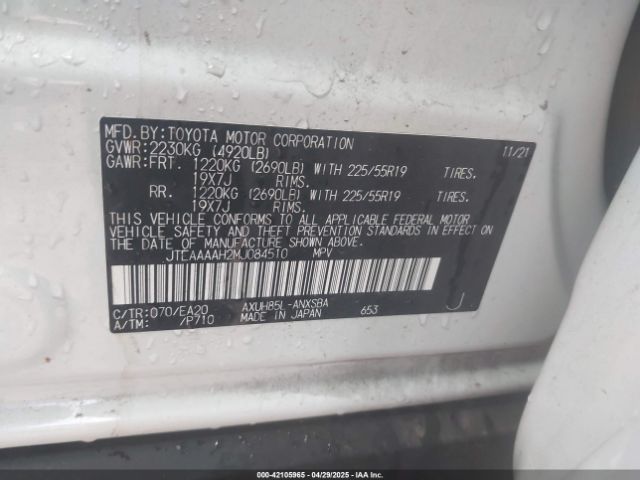 MFD. BY: TOYOTA MOTOR CORPORATION 11/21
GVWR: 2230KG (4920LB)
GAWR: FRT. 1220KG (2690LB) WITH 225/55R19 TIRES.
19X7J RIMS.
RR. 1220KG (2690LB) WITH 225/55R19 TIRES.
19X7J RIMS.
THIS VEHICLE CONFORMS TO ALL APPLICABLE FEDERAL MOTOR
VEHICLE SAFETY AND THEFT PREVENTION STANDARDS
IN EFFECT ON THE DATE OF MANUFACTURE SHOWN ABOVE.
JTEAAAAH2MJ084510 MPV
C/TR: 070/EA20 AXUH85L-ANXSBA J
A/TM: /P710 MADE IN JAPAN 653
000-42105965 04/29/2025 IAAI.COM